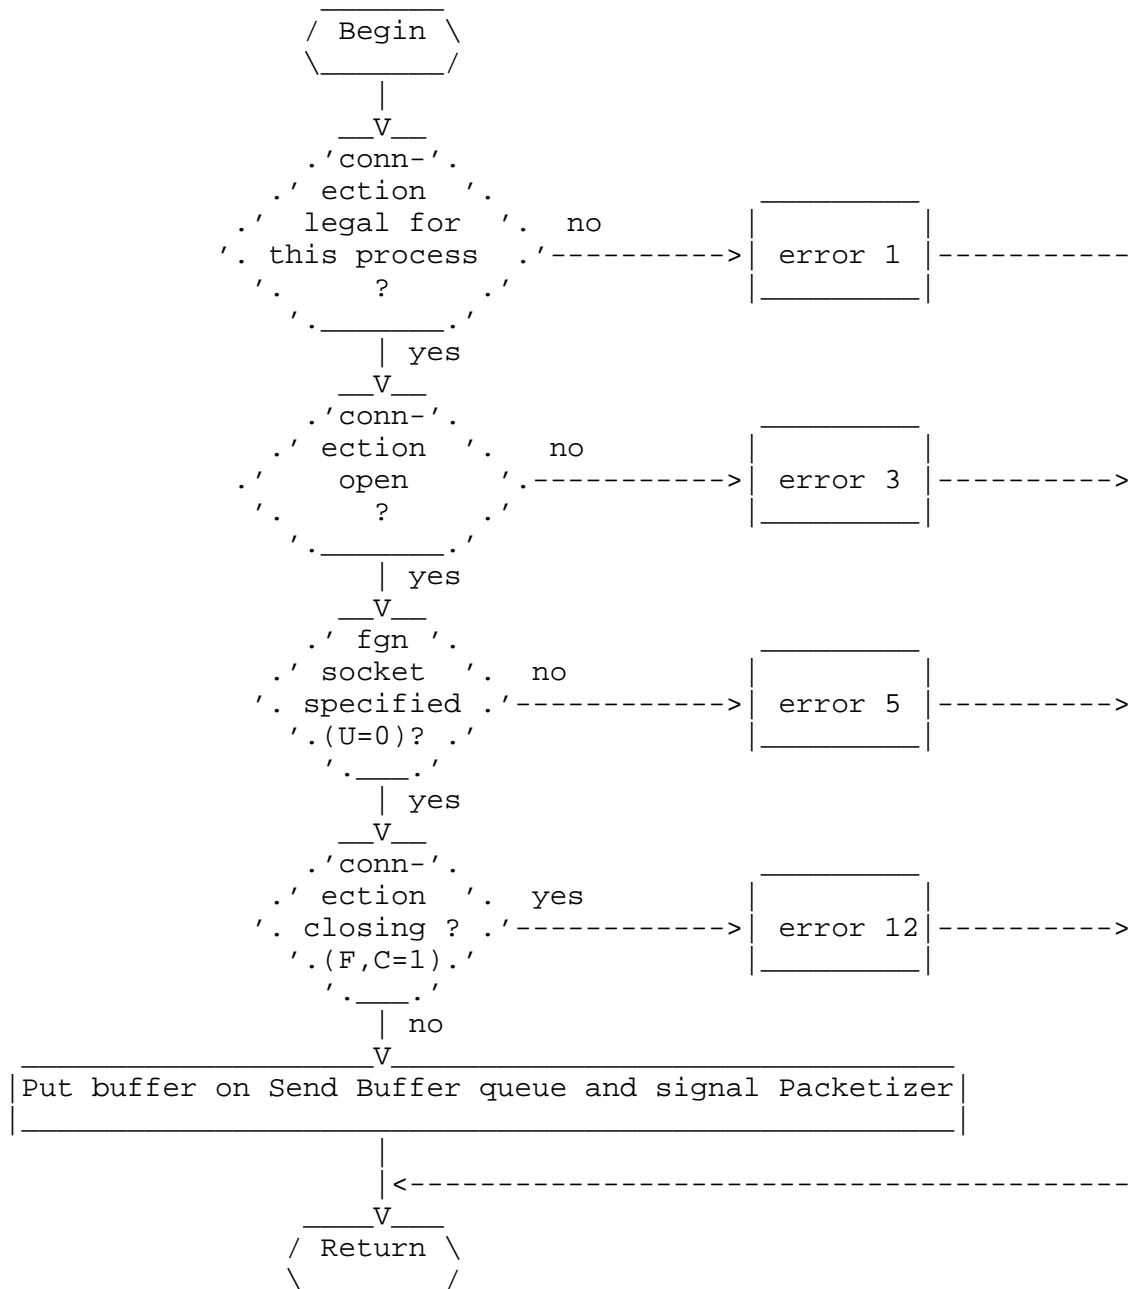 Begin
conn-
ection
legal for no
this process error 1
?
yes
conn-
ection no
open error 3
?
yes
fgn
socket no
specified error 5
(U=0)?
yes
conn-
ection yes
closing ? error 12
(F,C=1)
no
Put buffer on Send Buffer queue and signal Packetizer
Return